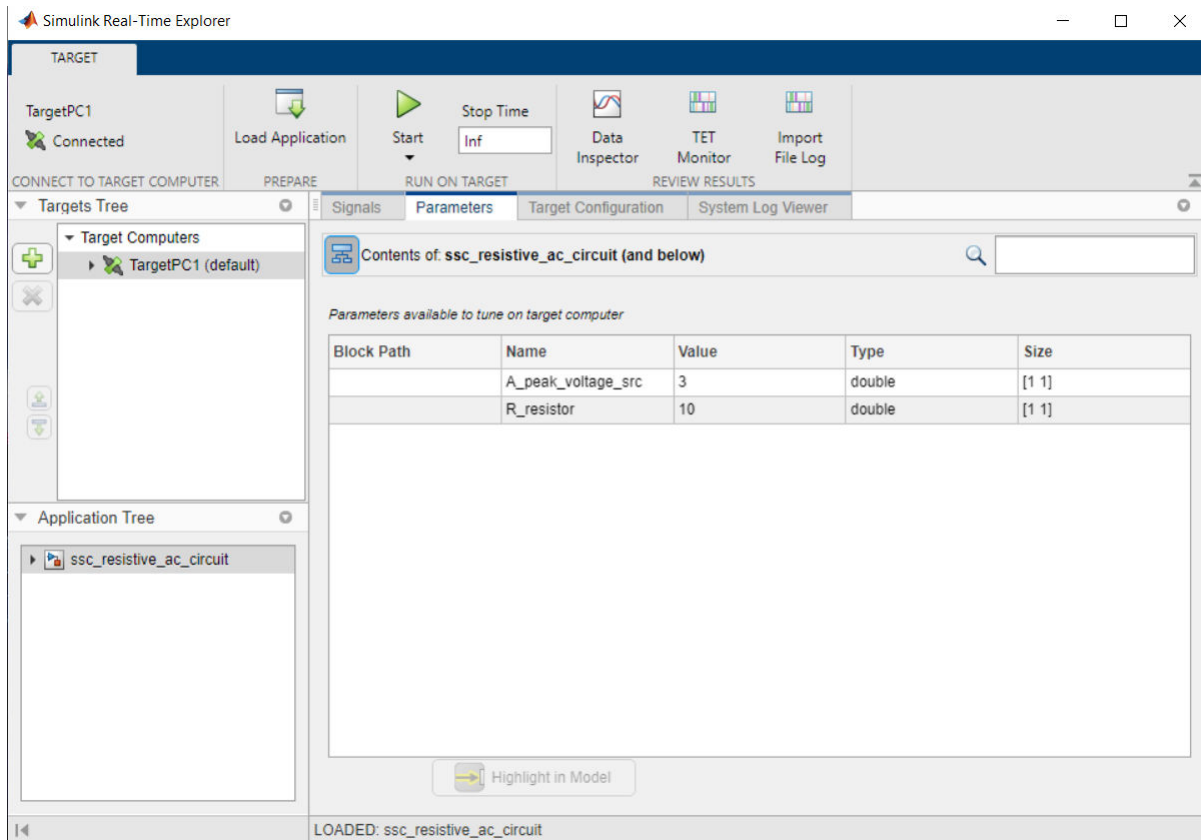 Simulink Real-Time Explorer
TARGET
TargetPC1
Connected
CONNECT TO TARGET COMPUTER
Load Application
PREPARE
Start
Stop Time
Inf
RUN ON TARGET
Data
Inspector
TET
Monitor
Import
File Log
REVIEW RESULTS
Targets Tree
Target Computers
TargetPC1 (default)
Application Tree
ssc_resistive_ac_circuit
Signals Parameters Target Configuration System Log Viewer
Contents of: ssc_resistive_ac_circuit (and below)
Parameters available to tune on target computer
Block Path Name Value Type Size
A_peak_voltage_src 3 double [1 1]
R_resistor 10 double [1 1]
Highlight in Model
LOADED: ssc_resistive_ac_circuit